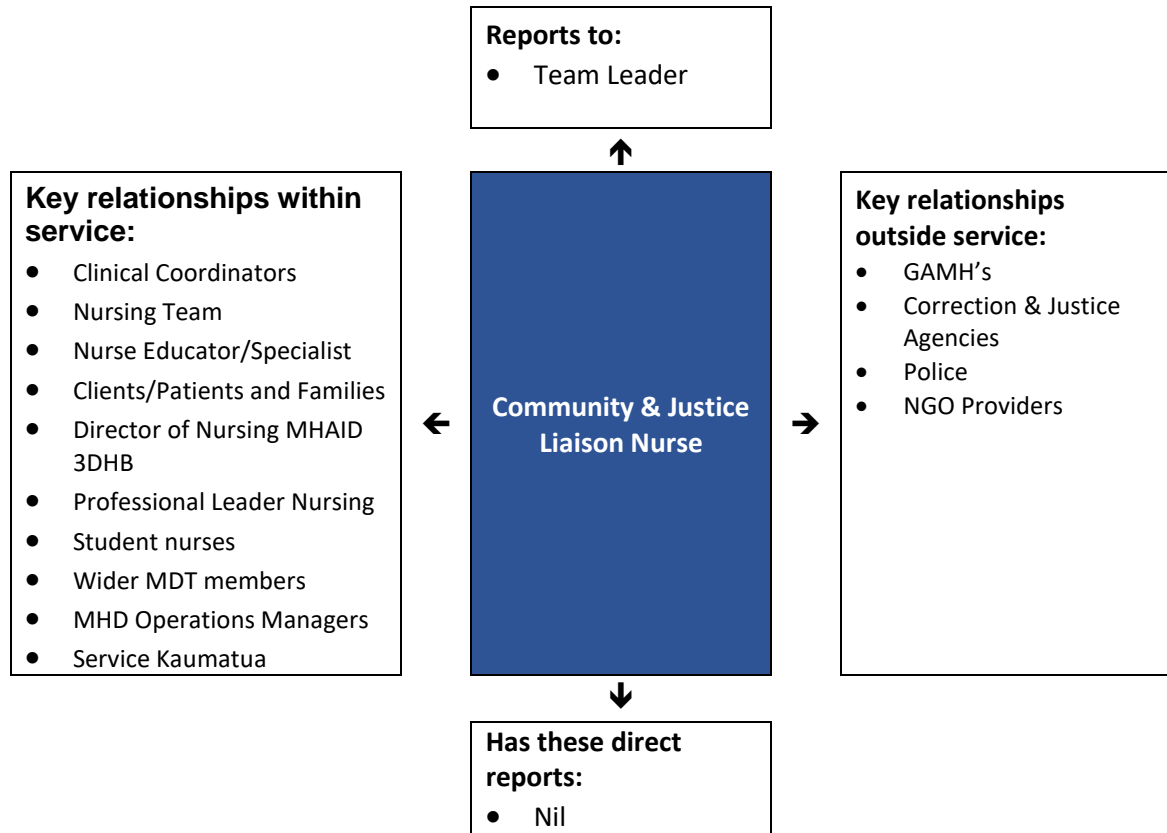 Reports to:
● Team Leader
Key relationships within
service:
● Clinical Coordinators
● Nursing Team
● Nurse Educator/Specialist
● Clients/Patients and Families
● Director of Nursing MHAID
3DHB
● Professional Leader Nursing
● Student nurses
● Wider MDT members
● MHD Operations Managers
● Service Kaumatua
Community & Justice
Liaison Nurse
Key relationships
outside service:
● GAMH’s
● Correction & Justice
Agencies
● Police
● NGO Providers
Has these direct
reports:
● Nil